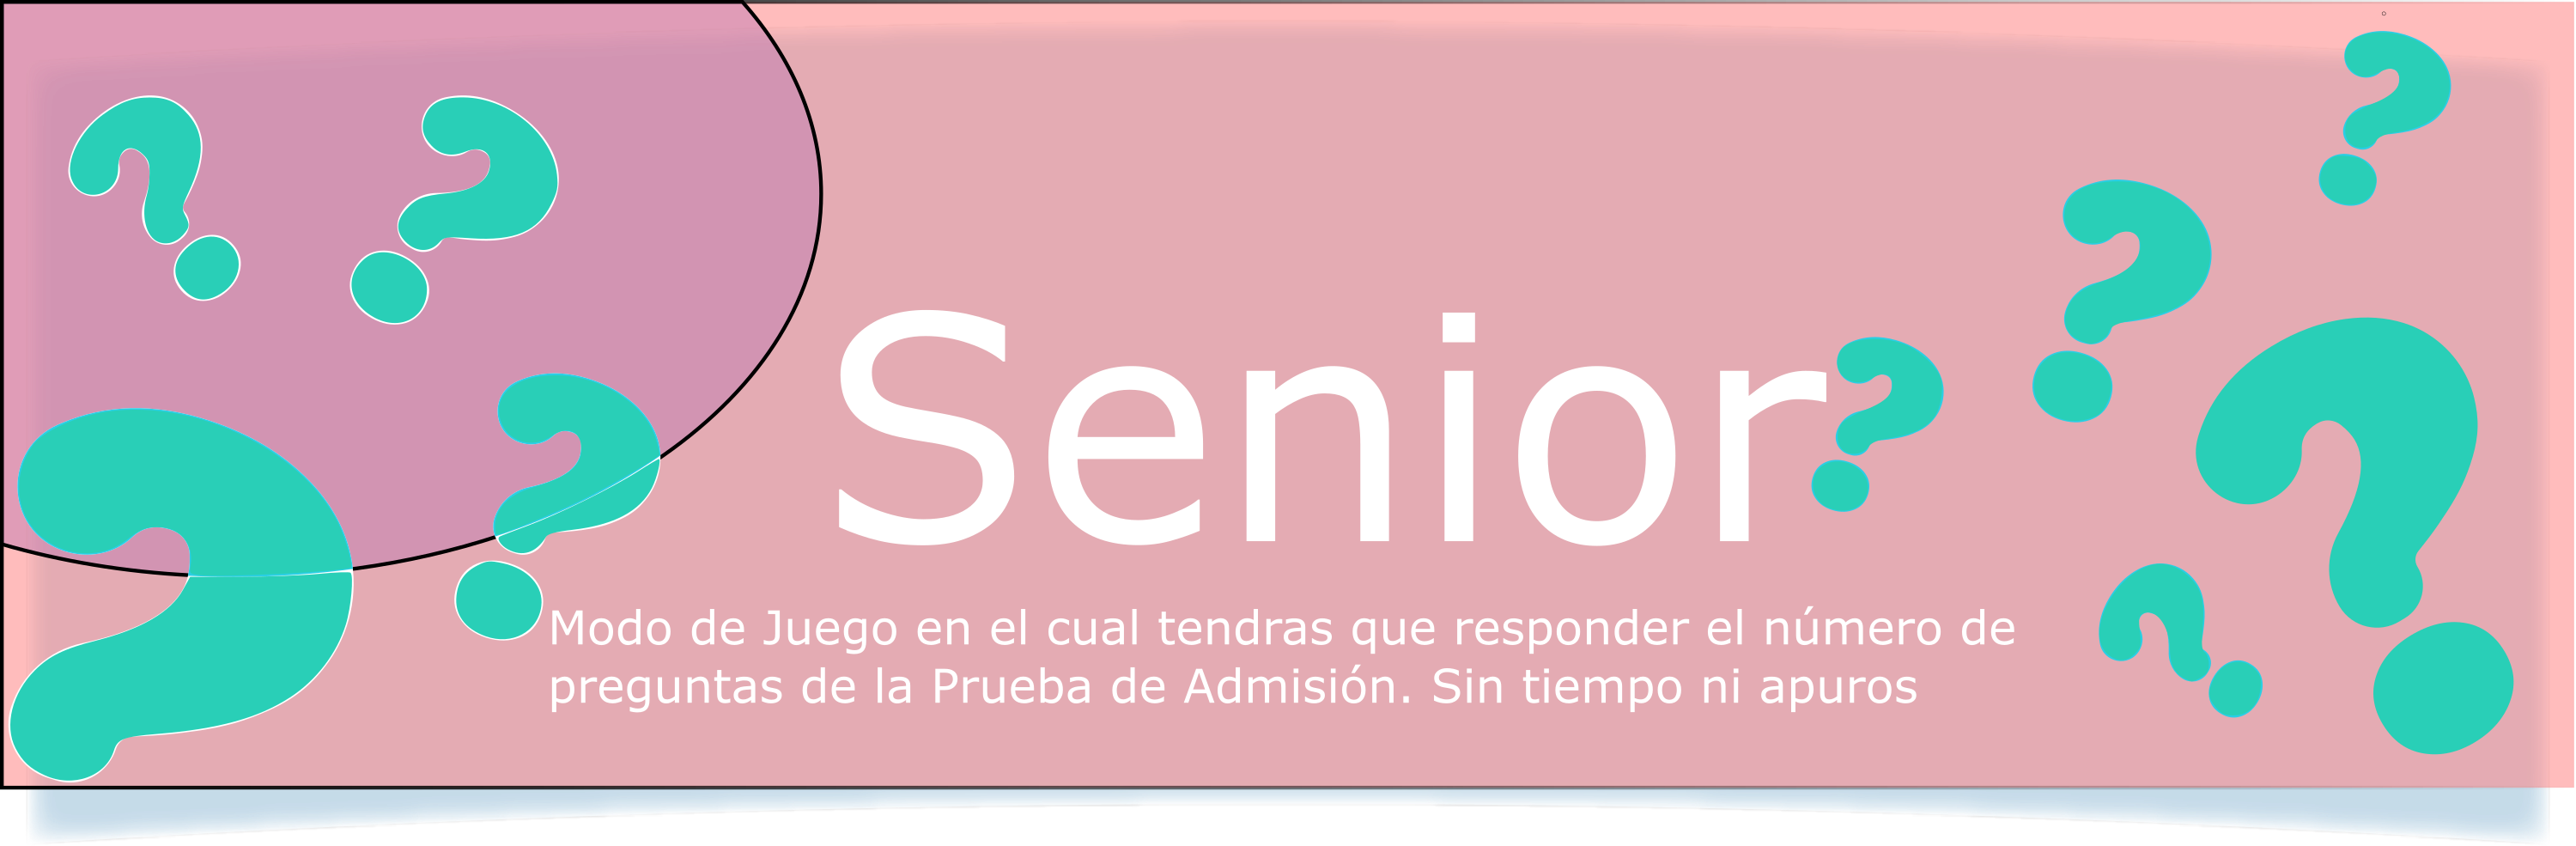 Senior
Modo de Juego en el cual tendras que responder el número de
preguntas de la Prueba de Admisión. Sin tiempo ni apuros